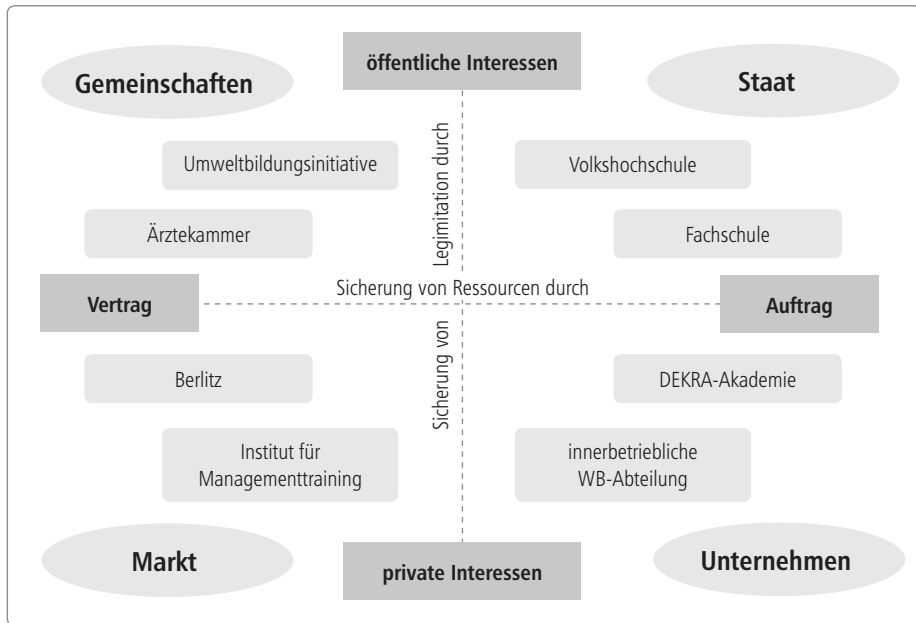 öffentliche Interessen
Gemeinschaften
Staat
Umweltbildungsinitiative
Legimitation durch
Volkshochschule
Ärztekammer
Fachschule
Sicherung von Ressourcen durch
Vertrag
Auftrag
Sicherung von
Berlitz
DEKRA-Akademie
Institut für
Managementtraining
innerbetriebliche
WB-Abteilung
Markt
private Interessen
Unternehmen